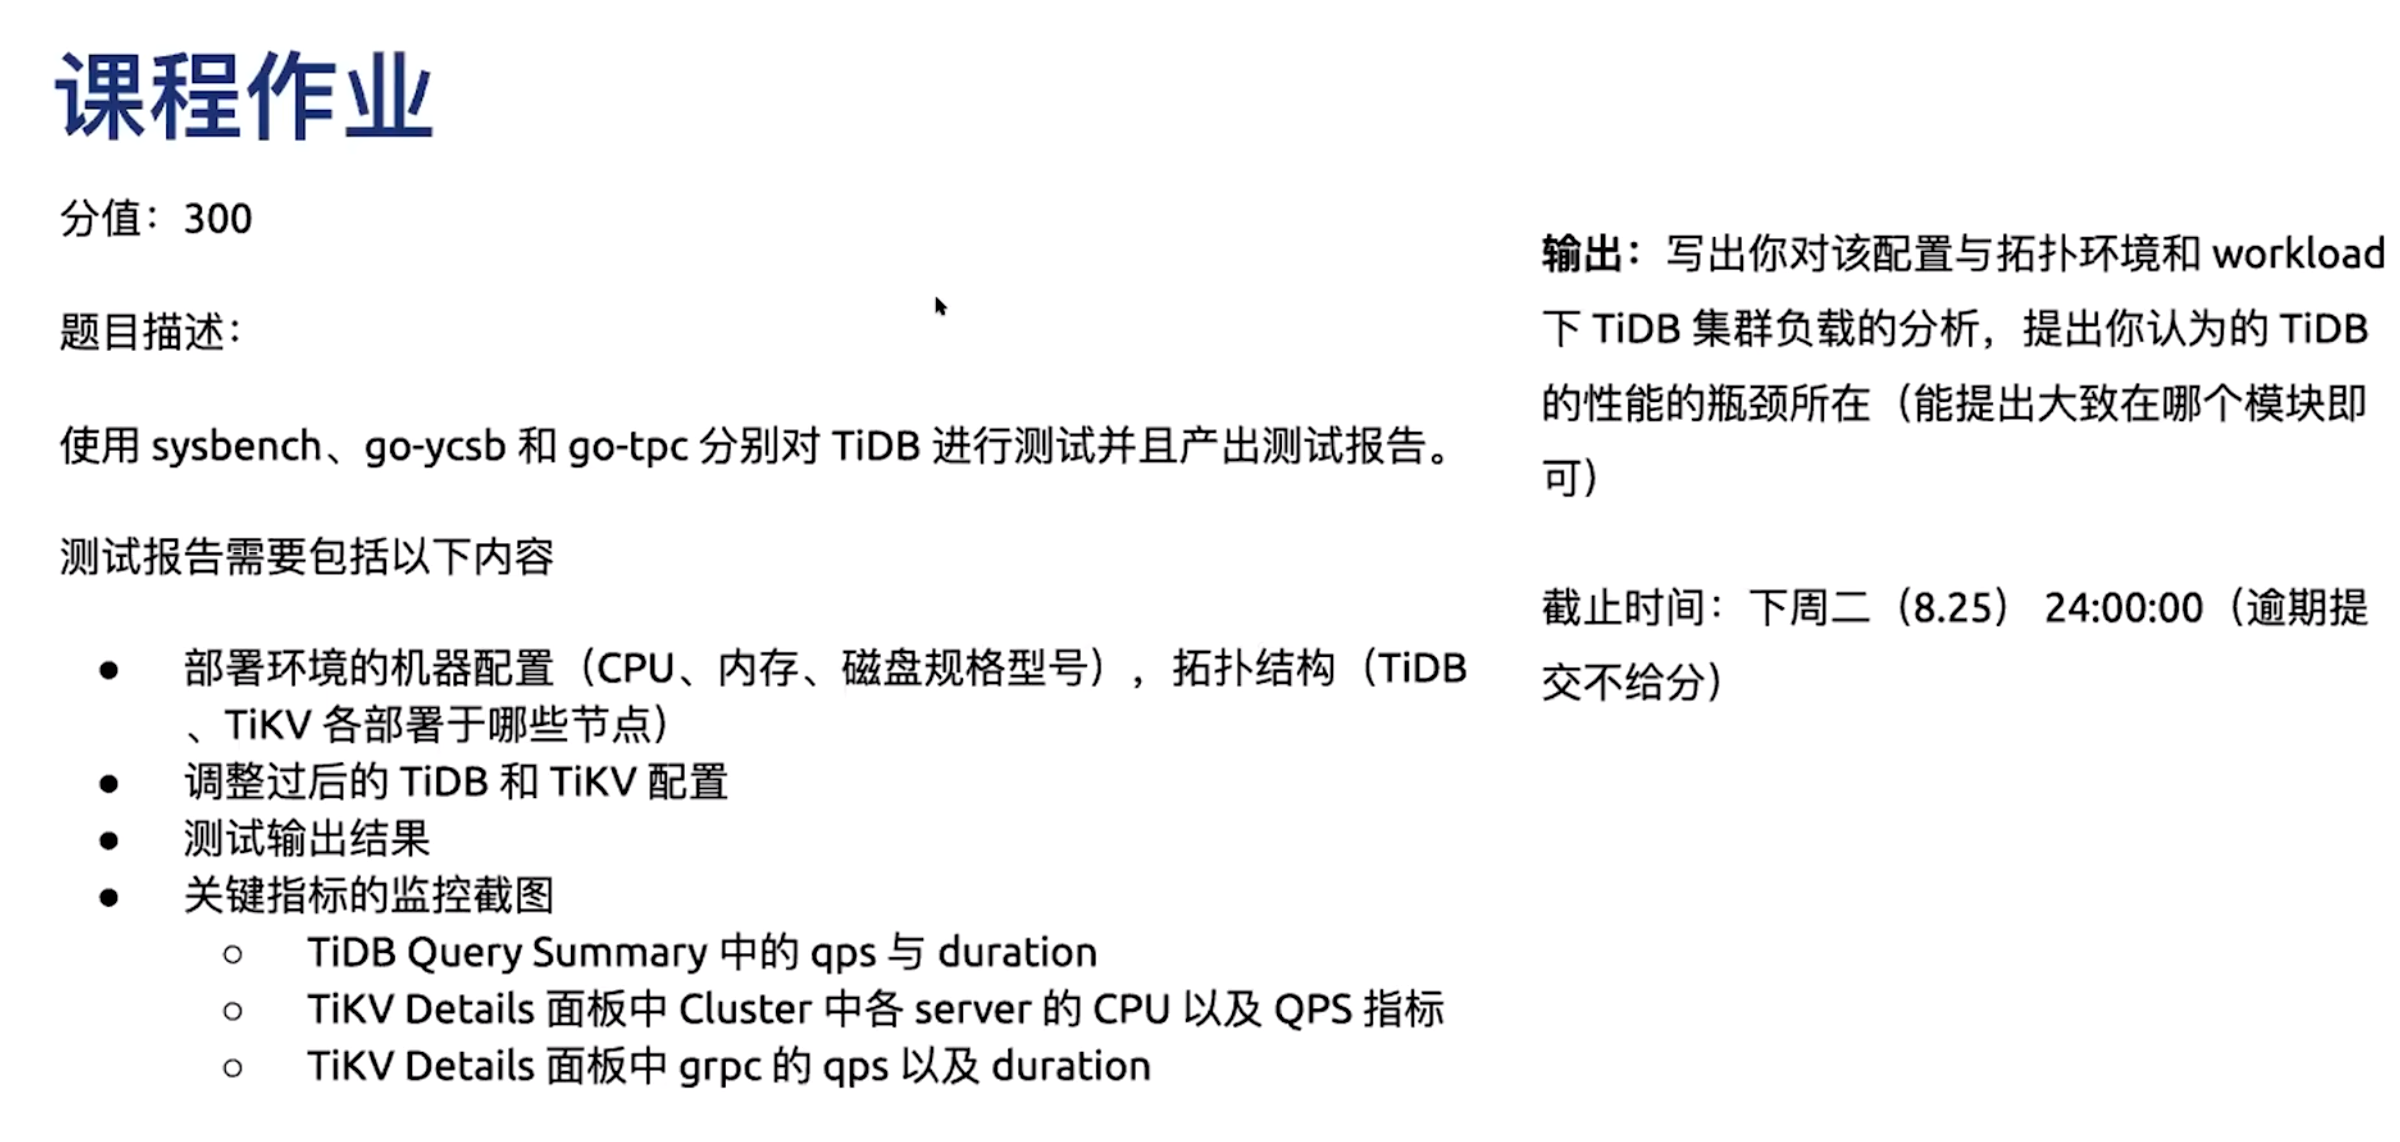 课程作业
分值：300
题目描述：
使用 sysbench、go-ycsb 和 go-tpc 分别对 TiDB 进行测试并且产出测试报告。
测试报告需要包括以下内容
● 部署环境的机器配置（CPU、内存、磁盘规格型号），拓扑结构（TiDB
、TiKV 各部署于哪些节点）
● 调整过后的 TiDB 和 TiKV 配置
● 测试输出结果
● 关键指标的监控截图
○ TiDB Query Summary 中的 qps 与 duration
○ TiKV Details 面板中 Cluster 中各 server 的 CPU 以及 QPS 指标
○ TiKV Details 面板中 grpc 的 qps 以及 duration
输出：写出你对该配置与拓扑环境和 workload
下 TiDB 集群负载的分析，提出你认为的 TiDB
的性能的瓶颈所在（能提出大致在哪个模块即
可）
截止时间：下周二（8.25） 24:00:00（逾期提
交不给分）